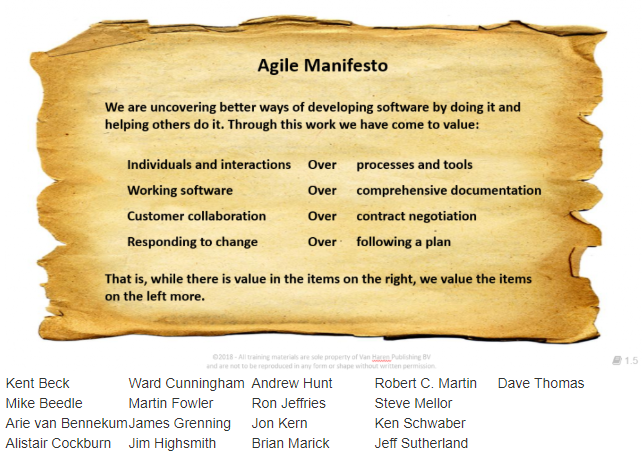 Agile Manifesto
We are uncovering better ways of developing software by doing it and
helping others do it. Through this work we have come to value:
Individuals and interactions Over processes and tools
Working software Over comprehensive documentation
Customer collaboration Over contract negotiation
Responding to change Over following a plan
That is, while there is value in the items on the right, we value the items
on the left more.
©2018 - All training materials are sole property of Van Haren Publishing BV
and are not to be reproduced in any form or shape without written permission.
1.5
Kent Beck Ward Cunningham Andrew Hunt Robert C. Martin Dave Thomas
Mike Beedle Martin Fowler Ron Jeffries Steve Mellor
Arie van Bennekum James Grenning Jon Kern Ken Schwaber
Alistair Cockburn Jim Highsmith Brian Marick Jeff Sutherland